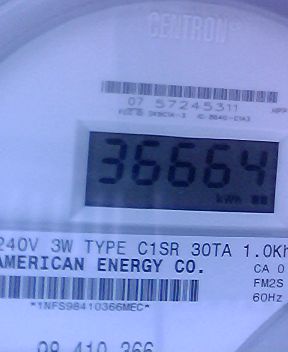 CENTRON
07 57245311
36664
kWh
240V 3W TYPE C1SR 30TA 1.0Kh
AMERICAN ENERGY CO.
CA 0
FM2S
60Hz
*1NFS98410366MEC*
98 410 366